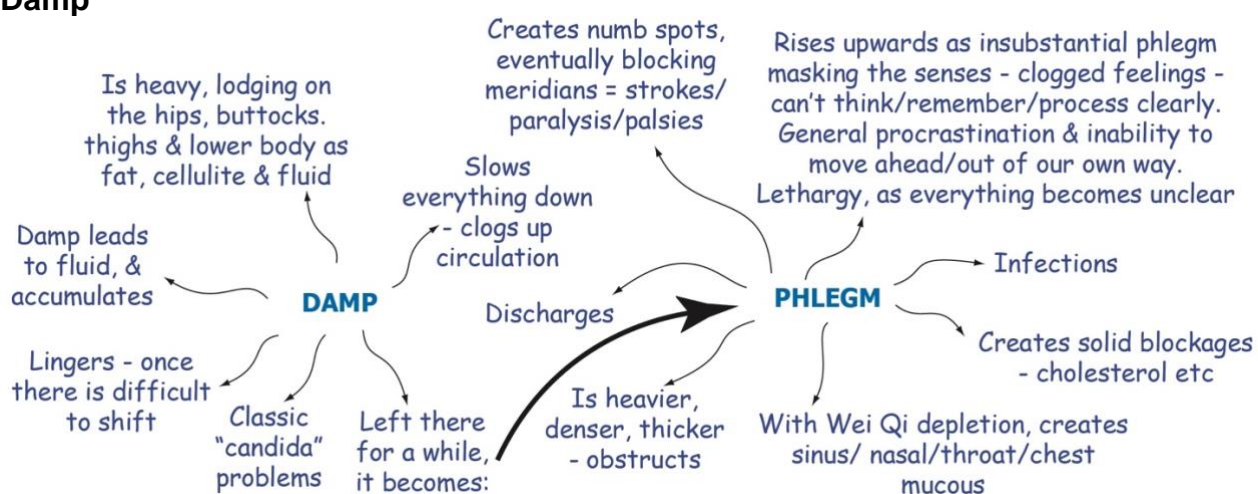 Damp
Is heavy, lodging on
the hips, buttocks.
thighs & lower body as
fat, cellulite & fluid
Slows
everything down
- clogs up
circulation
Damp leads
to fluid, &
accumulates
DAMP
Lingers - once
there is difficult
to shift
Classic
"candida"
problems
Left there
for a while,
it becomes:
Creates numb spots,
eventually blocking
meridians = strokes/
paralysis/palsies
Rises upwards as insubstantial phlegm
masking the senses - clogged feelings -
can't think/remember/process clearly.
General procrastination & inability to
move ahead/out of our own way.
Lethargy, as everything becomes unclear
Discharges
PHLEGM
Infections
Creates solid blockages
- cholesterol etc
Is heavier,
denser, thicker
- obstructs
With Wei Qi depletion, creates
sinus/ nasal/throat/chest
mucous